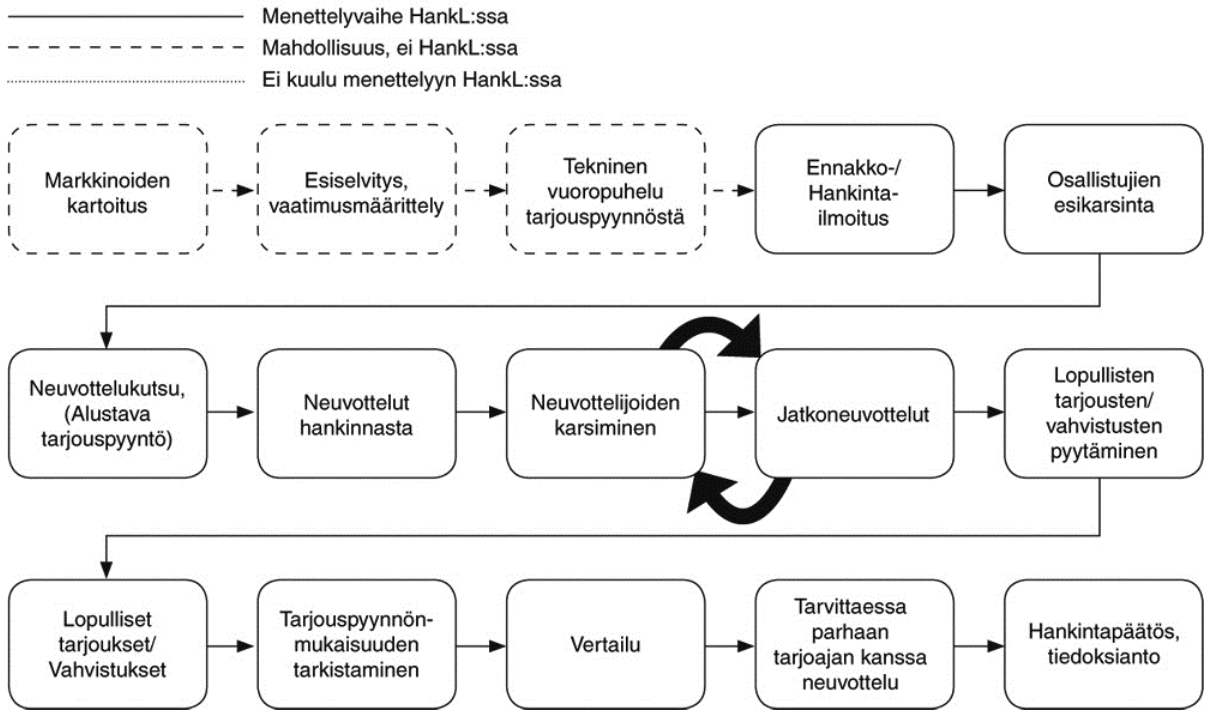 Menettelyvaihe HankL:ssa
Mahdollisuus, ei HankL:ssa
Ei kuulu menettelyyn HankL:ssa
Markkinoiden
kartoitus
Esiselvitys,
vaatimusmäärittely
Tekninen
vuoropuhelu
tarjouspyynnöstä
Ennakko-/
Hankinta-
ilmoitus
Osallistujien
esikarsinta
Neuvottelukutsu,
(Alustava
tarjouspyyntö)
Neuvottelut
hankinnasta
Neuvottelijoiden
karsiminen
Jatkoneuvottelut
Lopullisten
tarjousten/
vahvistusten
pyytäminen
Lopulliset
tarjoukset/
Vahvistukset
Tarjouspyynnön-
mukaisuuden
tarkistaminen
Vertailu
Tarvittaessa
parhaan
tarjoajan kanssa
neuvottelu
Hankintapäätös,
tiedoksianto